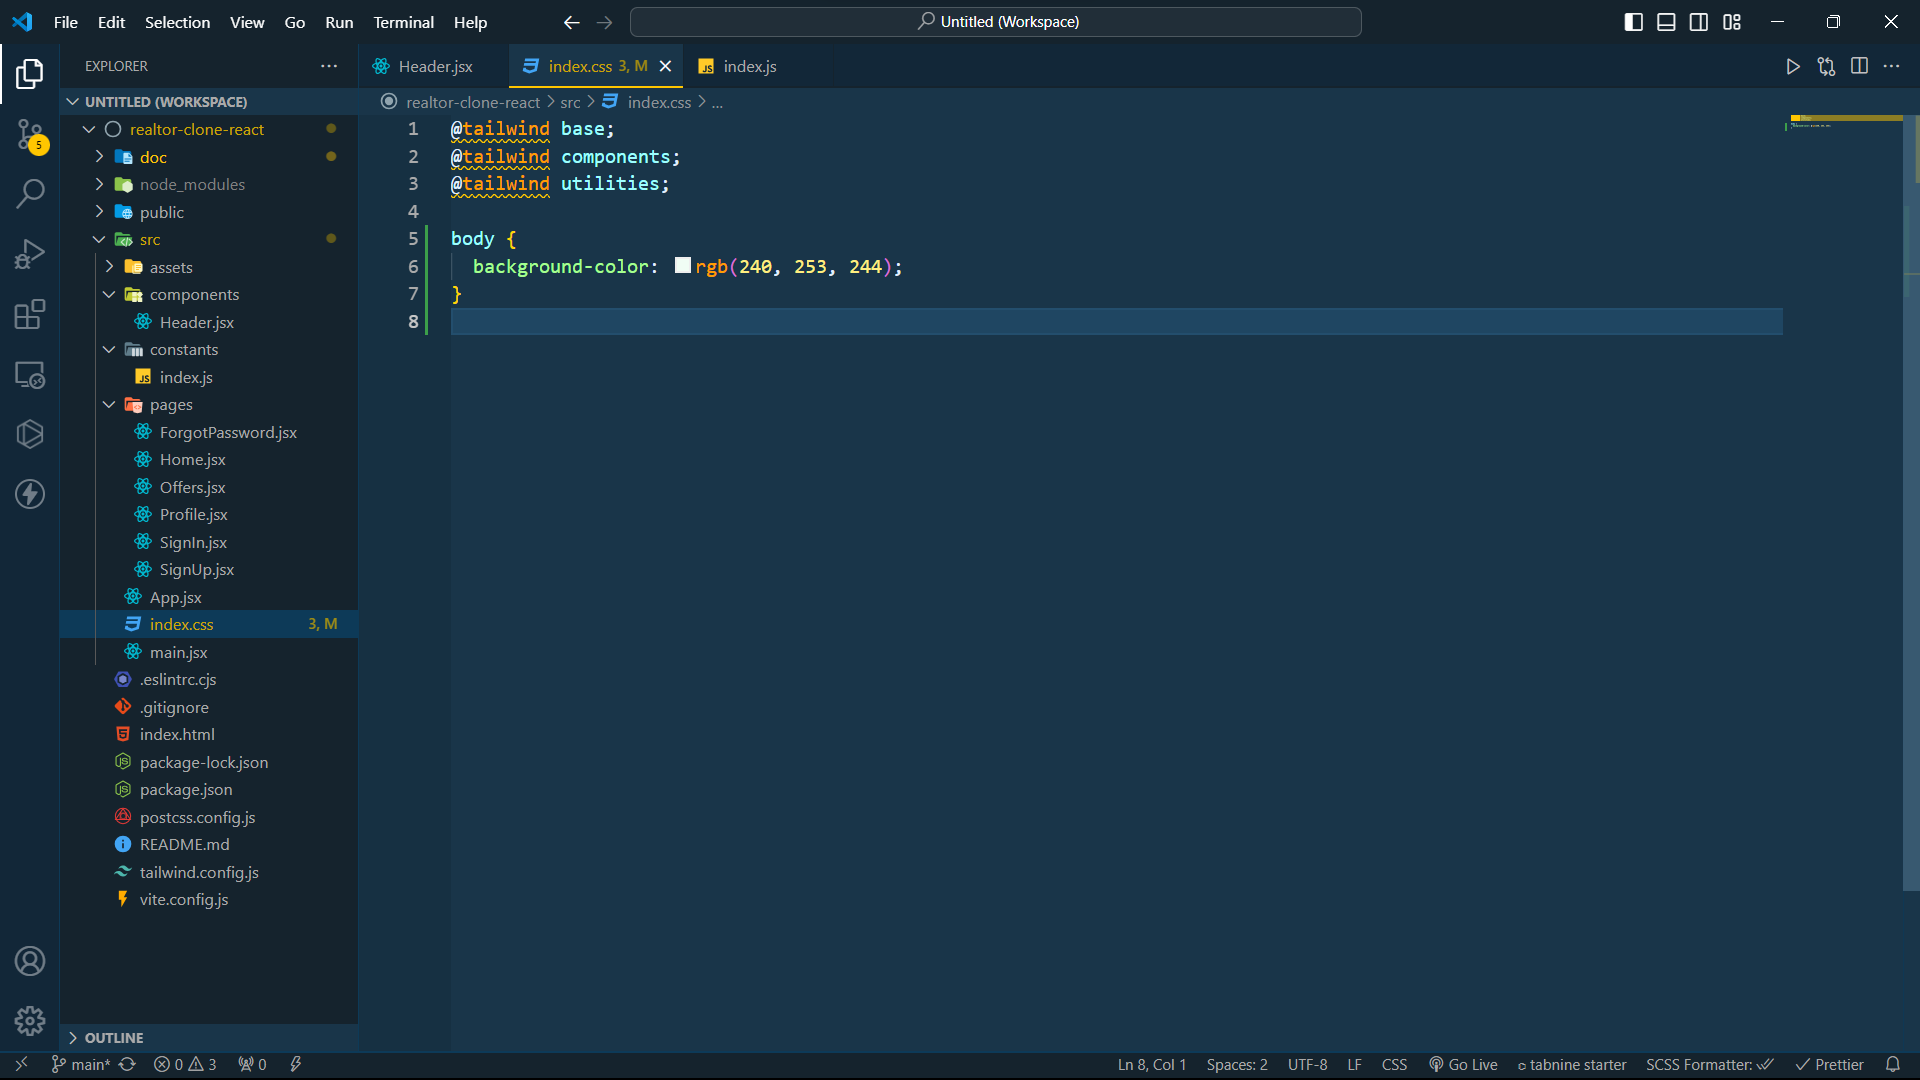 File Edit Selection View Go Run Terminal Help
Untitled (Workspace)
EXPLORER
UNTITLED (WORKSPACE)
realtor-clone-react
doc
node_modules
public
src
assets
components
Header.jsx
constants
index.js
pages
ForgotPassword.jsx
Home.jsx
Offers.jsx
Profile.jsx
SignIn.jsx
SignUp.jsx
App.jsx
index.css 3, M
main.jsx
.eslintrc.cjs
.gitignore
index.html
package-lock.json
package.json
postcss.config.js
README.md
tailwind.config.js
vite.config.js
OUTLINE
5
Header.jsx index.css 3, M index.js
realtor-clone-react > src > index.css > ...
1 @tailwind base;
2 @tailwind components;
3 @tailwind utilities;
4
5 body {
6 background-color: rgb(240, 253, 244);
7 }
8
main* 0 3 0
Ln 8, Col 1 Spaces: 2 UTF-8 LF CSS Go Live tabnine starter SCSS Formatter: Prettier